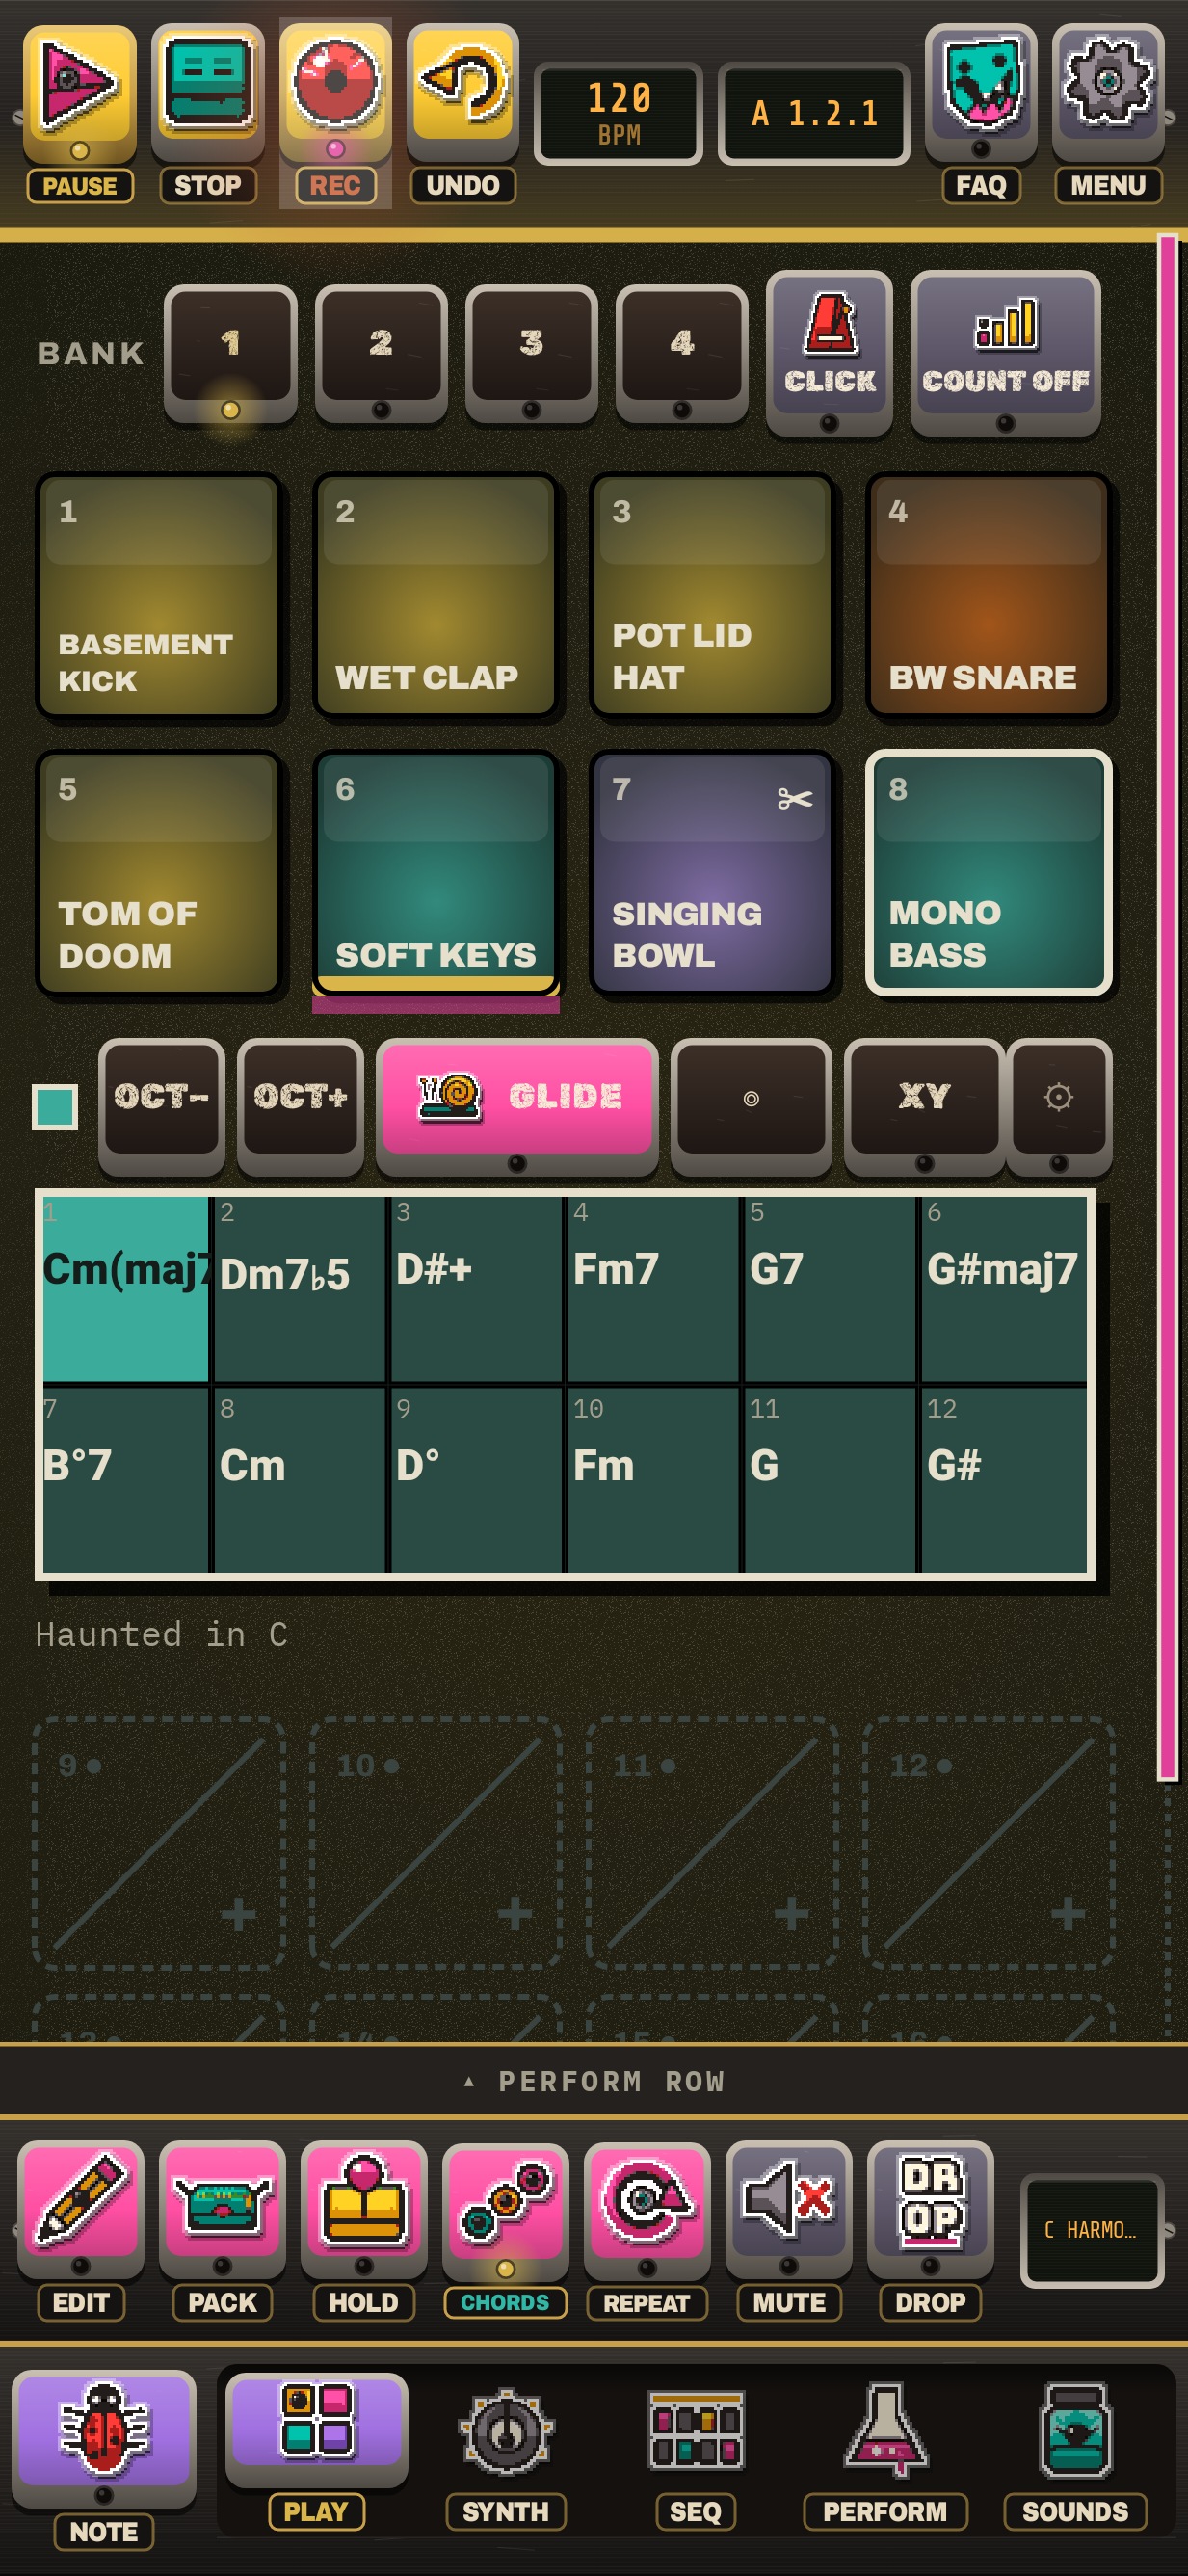 120
BPM
A 1.2.1
PAUSE
STOP
REC
UNDO
FAQ
MENU
BANK
1
2
3
4
CLICK
COUNT OFF
1
BASEMENT
KICK
2
WET CLAP
3
POT LID
HAT
4
BW SNARE
5
TOM OF
DOOM
6
SOFT KEYS
7
SINGING
BOWL
8
MONO
BASS
OCT-
OCT+
GLIDE
XY
1
Cm(maj7
2
Dm7♭5
3
D#+
4
Fm7
5
G7
6
G#maj7
7
B°7
8
Cm
9
D°
10
Fm
11
G
12
G#
Haunted in C
9
10
11
12
13
14
15
16
PERFORM ROW
DR
OP
C HARMO…
EDIT
PACK
HOLD
CHORDS
REPEAT
MUTE
DROP
NOTE
PLAY
SYNTH
SEQ
PERFORM
SOUNDS